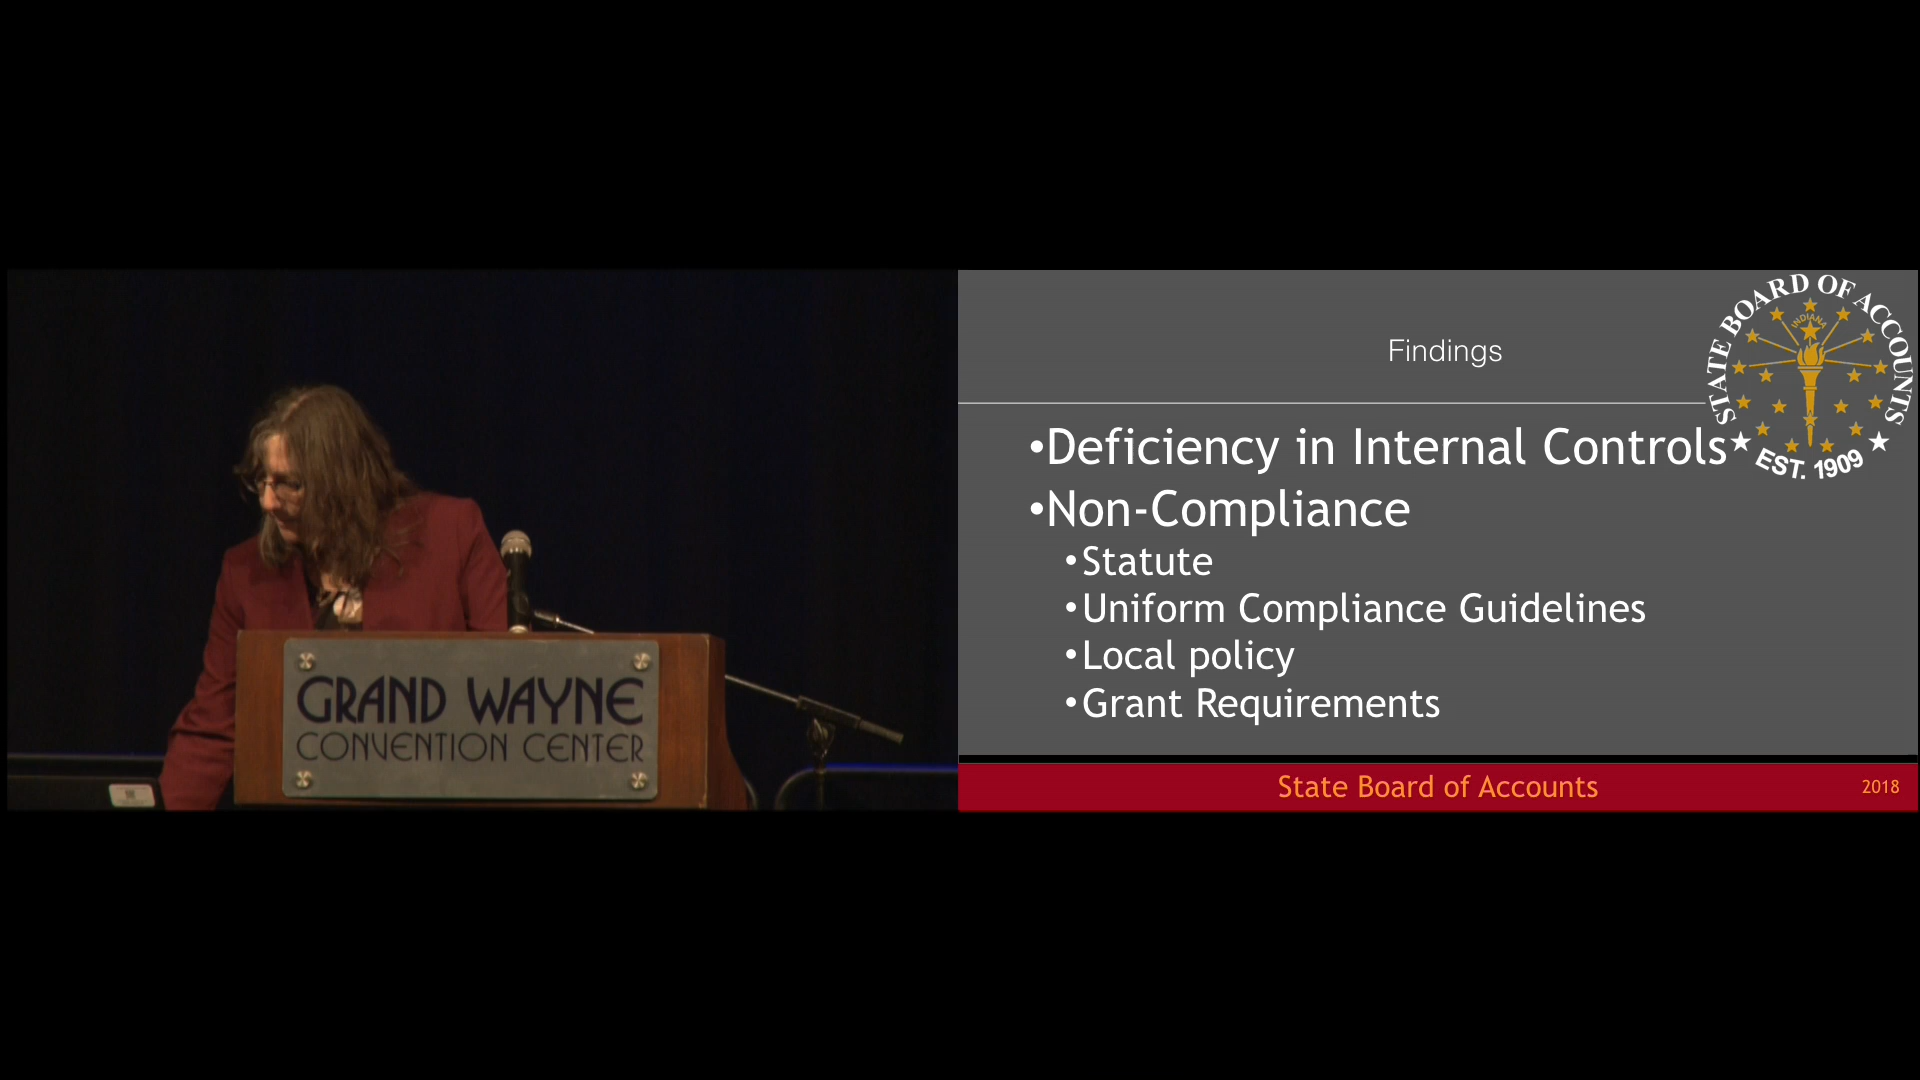 GRAND WAYNE
CONVENTION CENTER
Findings
STATE BOARD OF ACCOUNTS
INDIANA
EST. 1909
•Deficiency in Internal Controls
•Non-Compliance
•Statute
•Uniform Compliance Guidelines
•Local policy
•Grant Requirements
State Board of Accounts
2018